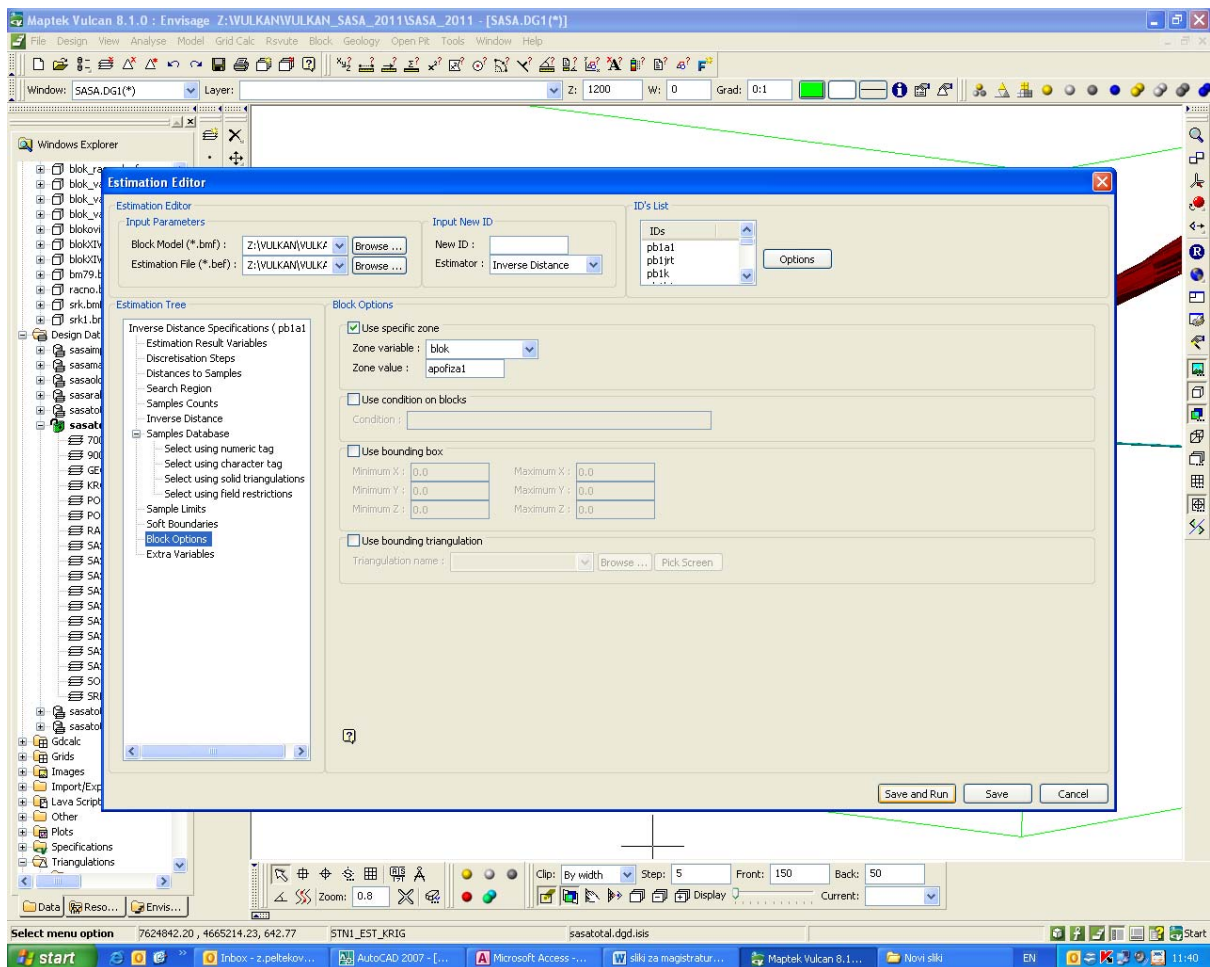 Maptek Vulcan 8.1.0 : Envisage Z:\VULKAN\VULKAN_SASA_2011\SASA_2011 - [SASA.DG1(*)]
File Design View Analyse Model Grid Calc Rsvute Block Geology Open Pit Tools Window Help
Window: SASA.DG1(*) Layer: Z: 1200 W: 0 Grad: 0:1
Windows Explorer
blok_ra
blok_va
blok_va
blok_va
blokovi
blokXIV
blokXIV
bm79.b
racno.b
srk.bm
srk1.br
Design Dat
sasaim
sasama
sasaolo
sasaral
sasatol
sasato
700
900
GE
KR
PO
PO
RA
SA
SA
SA
SA
SA
SA
SA
SA
SA
SO
SRI
sasatol
sasatol
Gdcalc
Grids
Images
Import/Exp
Lava Script
Other
Plots
Specifications
Triangulations
Data Reso... Envis...
Estimation Editor
Estimation Editor
Input Parameters
Block Model (*.bmf) : Z:\VULKAN\VULKA Browse ...
Estimation File (*.bef) : Z:\VULKAN\VULKA Browse ...
Input New ID
New ID :
Estimator : Inverse Distance
ID's List
IDs
pb1a1
pb1jrt
pb1k
Options
Estimation Tree
Inverse Distance Specifications ( pb1a1
Estimation Result Variables
Discretisation Steps
Distances to Samples
Search Region
Samples Counts
Inverse Distance
Samples Database
Select using numeric tag
Select using character tag
Select using solid triangulations
Select using field restrictions
Sample Limits
Soft Boundaries
Block Options
Extra Variables
Block Options
Use specific zone
Zone variable : blok
Zone value : apofiza1
Use condition on blocks
Condition :
Use bounding box
Minimum X : 0.0 Maximum X : 0.0
Minimum Y : 0.0 Maximum Y : 0.0
Minimum Z : 0.0 Maximum Z : 0.0
Use bounding triangulation
Triangulation name : Browse ... Pick Screen
Save and Run Save Cancel
Zoom: 0.8 Clip: By width Step: 5 Front: 150 Back: 50
Display Current:
Select menu option 7624842.20 , 4665214.23, 642.77 STN1_EST_KRIG sasatotal.dgd.isis Start
start Inbox - z.peltekov... AutoCAD 2007 - [... Microsoft Access -... sliki za magistratur... Maptek Vulcan 8.1... Novi sliki EN 11:40